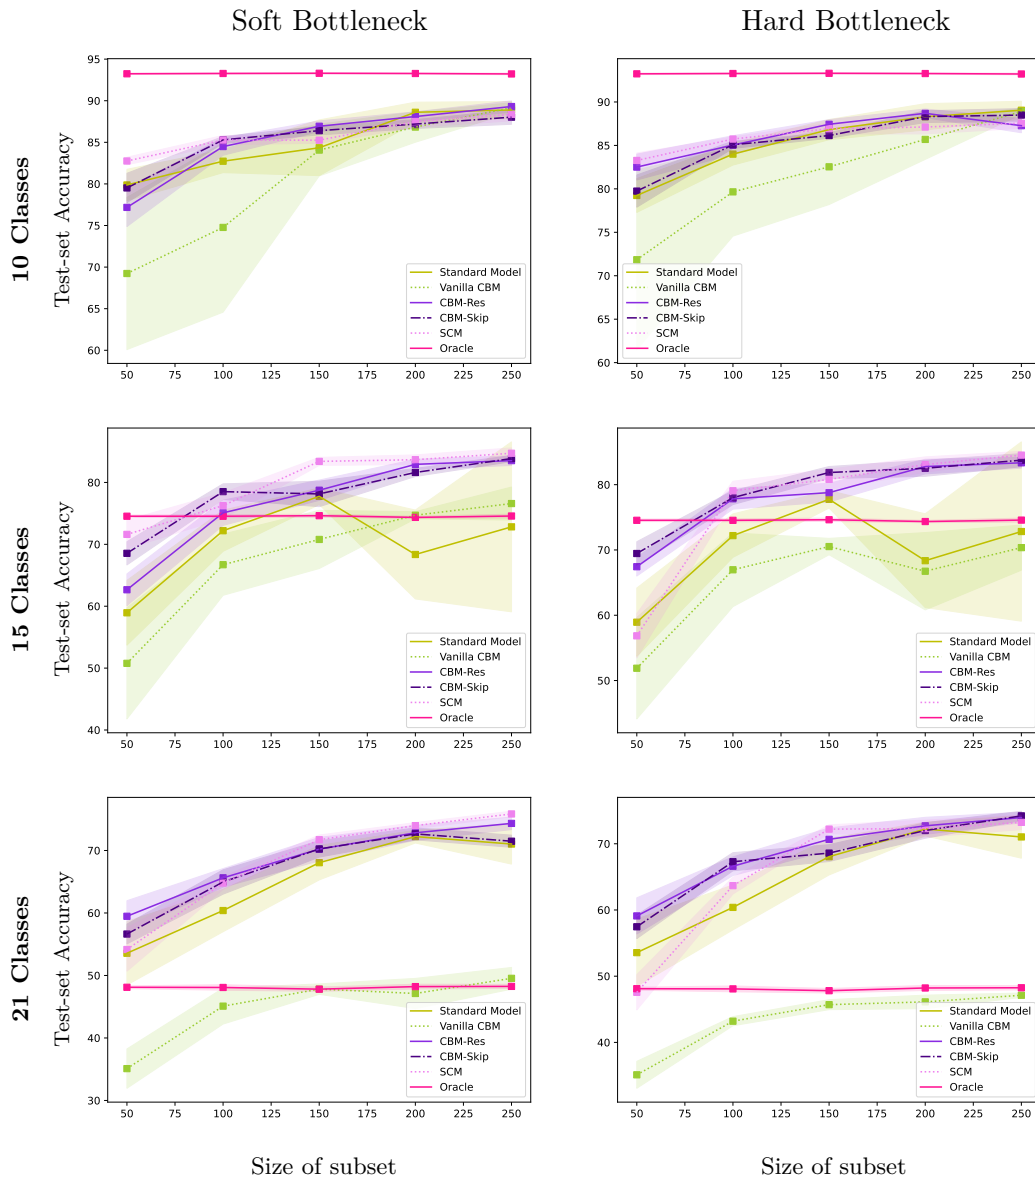 Soft Bottleneck
Hard Bottleneck
10 Classes
Test-set Accuracy
95
90
85
80
75
70
65
60
50
75
100
125
150
175
200
225
250
Standard Model
Vanilla CBM
CBM-Res
CBM-Skip
SCM
Oracle
90
85
80
75
70
65
60
50
75
100
125
150
175
200
225
250
Standard Model
Vanilla CBM
CBM-Res
CBM-Skip
SCM
Oracle
15 Classes
Test-set Accuracy
80
70
60
50
40
50
75
100
125
150
175
200
225
250
Standard Model
Vanilla CBM
CBM-Res
CBM-Skip
SCM
Oracle
80
70
60
50
50
75
100
125
150
175
200
225
250
Standard Model
Vanilla CBM
CBM-Res
CBM-Skip
SCM
Oracle
21 Classes
Test-set Accuracy
70
60
50
40
30
50
75
100
125
150
175
200
225
250
Standard Model
Vanilla CBM
CBM-Res
CBM-Skip
SCM
Oracle
70
60
50
40
50
75
100
125
150
175
200
225
250
Standard Model
Vanilla CBM
CBM-Res
CBM-Skip
SCM
Oracle
Size of subset
Size of subset